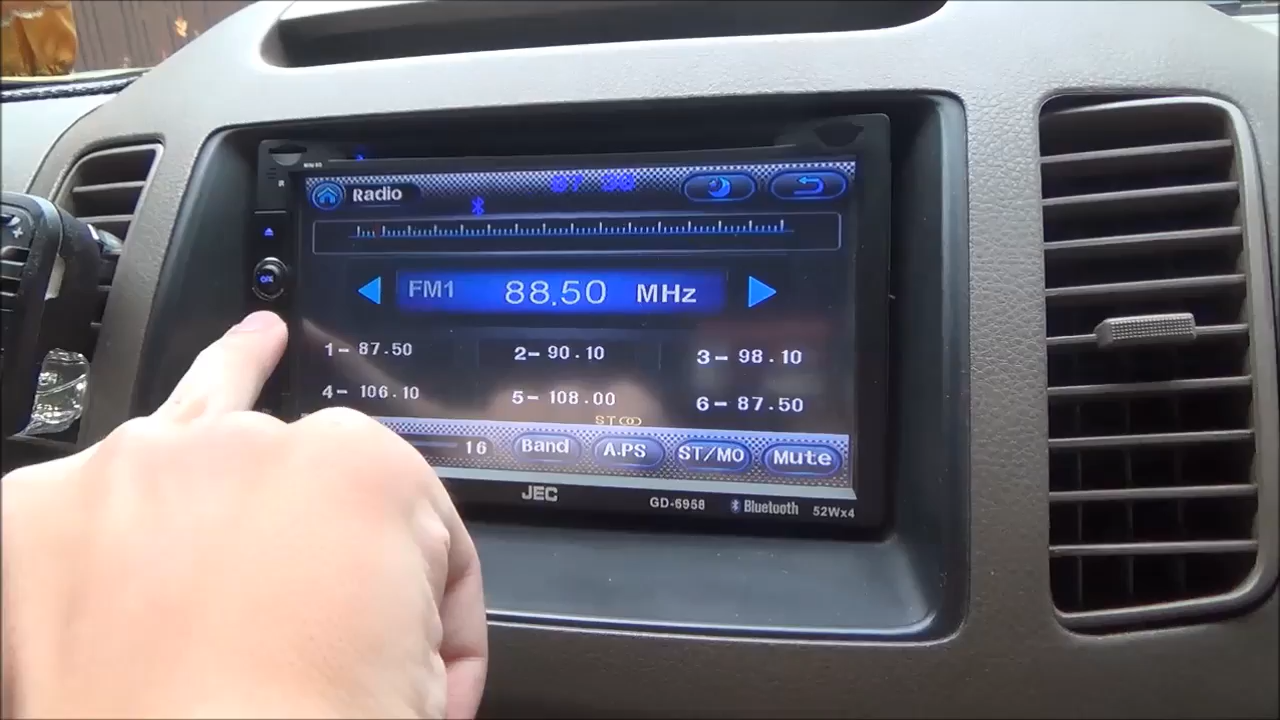 Radio
FM1 88.50 MHz
1- 87.50 2- 90.10 3- 98.10
4- 106.10 5- 108.00 6- 87.50
ST
16 Band A.PS ST/MO Mute
JEC GD-6958 Bluetooth 52Wx4